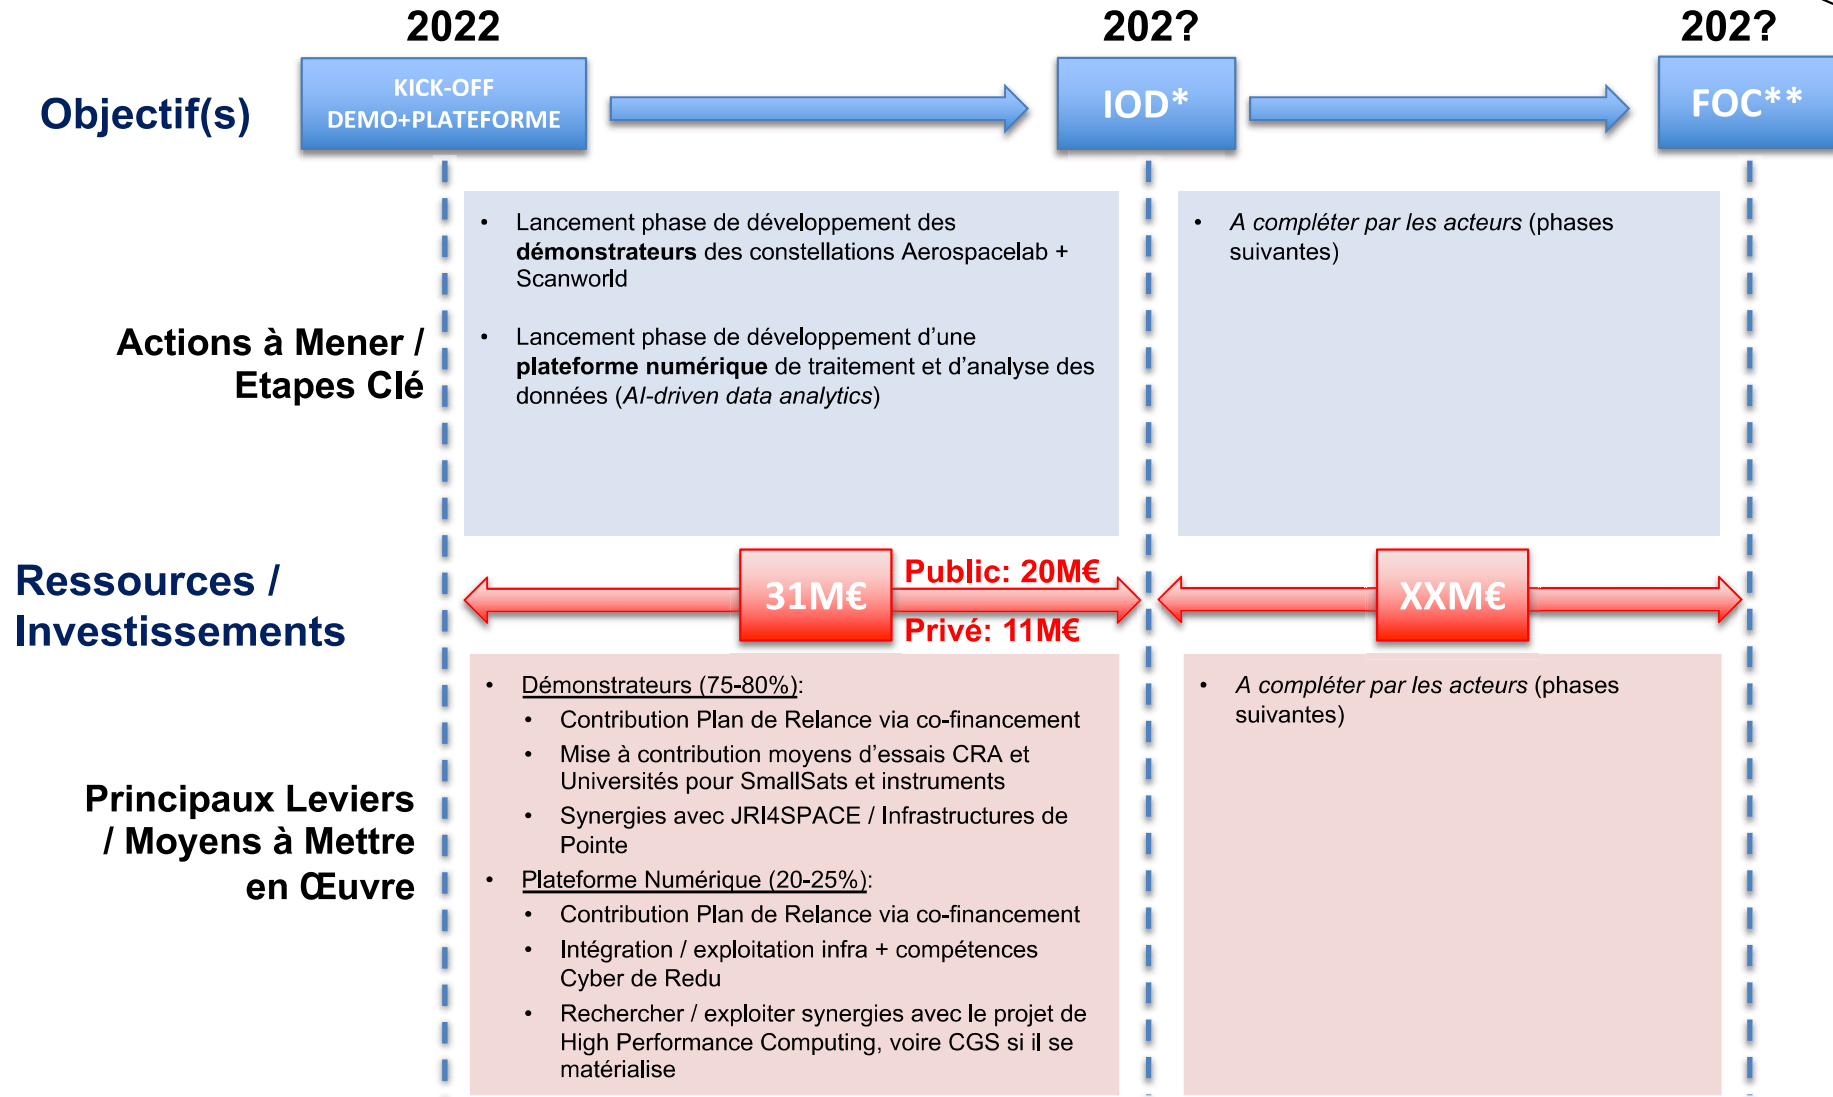 2022
202?
202?
Objectif(s)
KICK-OFF
DEMO+PLATEFORME
IOD*
FOC**
Actions à Mener /
Etapes Clé
• Lancement phase de développement des
démonstrateurs des constellations Aerospacelab +
Scanworld
• Lancement phase de développement d’une
plateforme numérique de traitement et d’analyse des
données (AI-driven data analytics)
• A compléter par les acteurs (phases
suivantes)
Ressources /
Investissements
31M€
Public: 20M€
Privé: 11M€
XXM€
Principaux Leviers
/ Moyens à Mettre
en Œuvre
• Démonstrateurs (75-80%):
• Contribution Plan de Relance via co-financement
• Mise à contribution moyens d’essais CRA et
Universités pour SmallSats et instruments
• Synergies avec JRI4SPACE / Infrastructures de
Pointe
• Plateforme Numérique (20-25%):
• Contribution Plan de Relance via co-financement
• Intégration / exploitation infra + compétences
Cyber de Redu
• Rechercher / exploiter synergies avec le projet de
High Performance Computing, voire CGS si il se
matérialise
• A compléter par les acteurs (phases
suivantes)